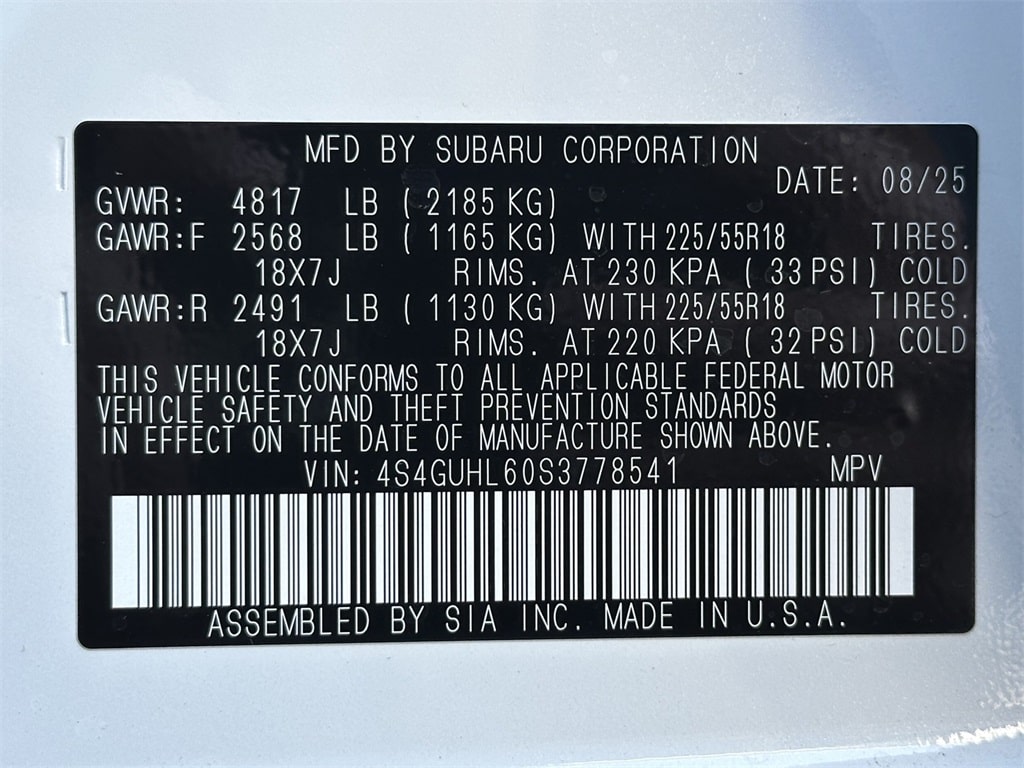 MFD BY SUBARU CORPORATION
DATE: 08/25
GVWR: 4817 LB ( 2185 KG)
GAWR:F 2568 LB ( 1165 KG) WITH 225/55R18 TIRES.
18X7J RIMS. AT 230 KPA ( 33 PSI) COLD
GAWR:R 2491 LB ( 1130 KG) WITH 225/55R18 TIRES.
18X7J RIMS. AT 220 KPA ( 32 PSI) COLD
THIS VEHICLE CONFORMS TO ALL APPLICABLE FEDERAL MOTOR
VEHICLE SAFETY AND THEFT PREVENTION STANDARDS
IN EFFECT ON THE DATE OF MANUFACTURE SHOWN ABOVE.
VIN: 4S4GUHL60S3778541 MPV
ASSEMBLED BY SIA INC. MADE IN U.S.A.